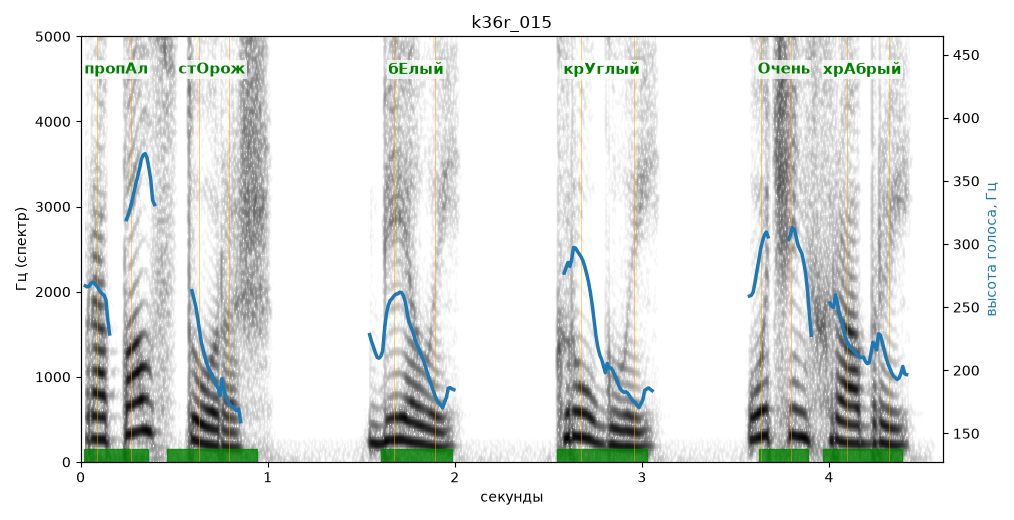 k36r_015
5000
4000
3000
2000
1000
0
Гц (спектр)
пропАл
стОрож
бЕлый
крУглый
Очень
хрАбрый
450
400
350
300
250
200
150
высота голоса, Гц
0
1
2
3
4
секунды